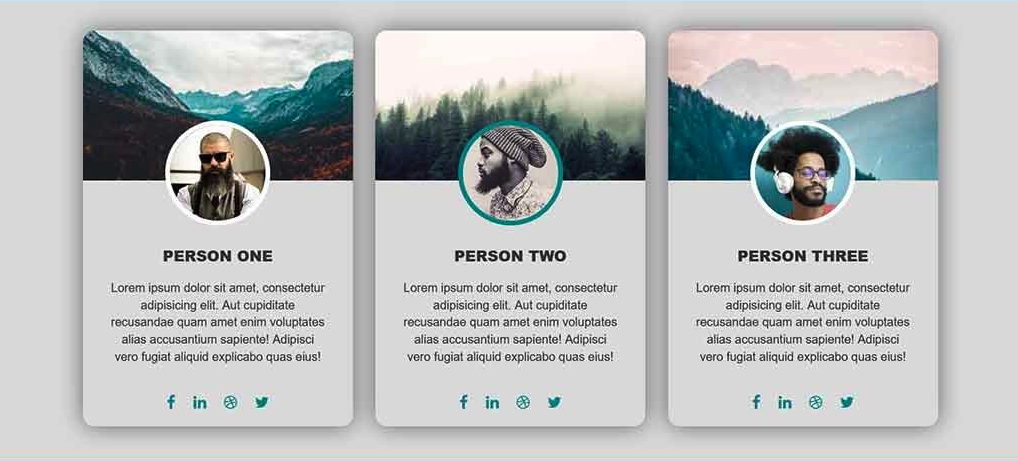 PERSON ONE
Lorem ipsum dolor sit amet, consectetur
adipisicing elit. Aut cupiditate
recusandae quam amet enim voluptates
alias accusantium sapiente! Adipisci
vero fugiat aliquid explicabo quas eius!
PERSON TWO
Lorem ipsum dolor sit amet, consectetur
adipisicing elit. Aut cupiditate
recusandae quam amet enim voluptates
alias accusantium sapiente! Adipisci
vero fugiat aliquid explicabo quas eius!
PERSON THREE
Lorem ipsum dolor sit amet, consectetur
adipisicing elit. Aut cupiditate
recusandae quam amet enim voluptates
alias accusantium sapiente! Adipisci
vero fugiat aliquid explicabo quas eius!